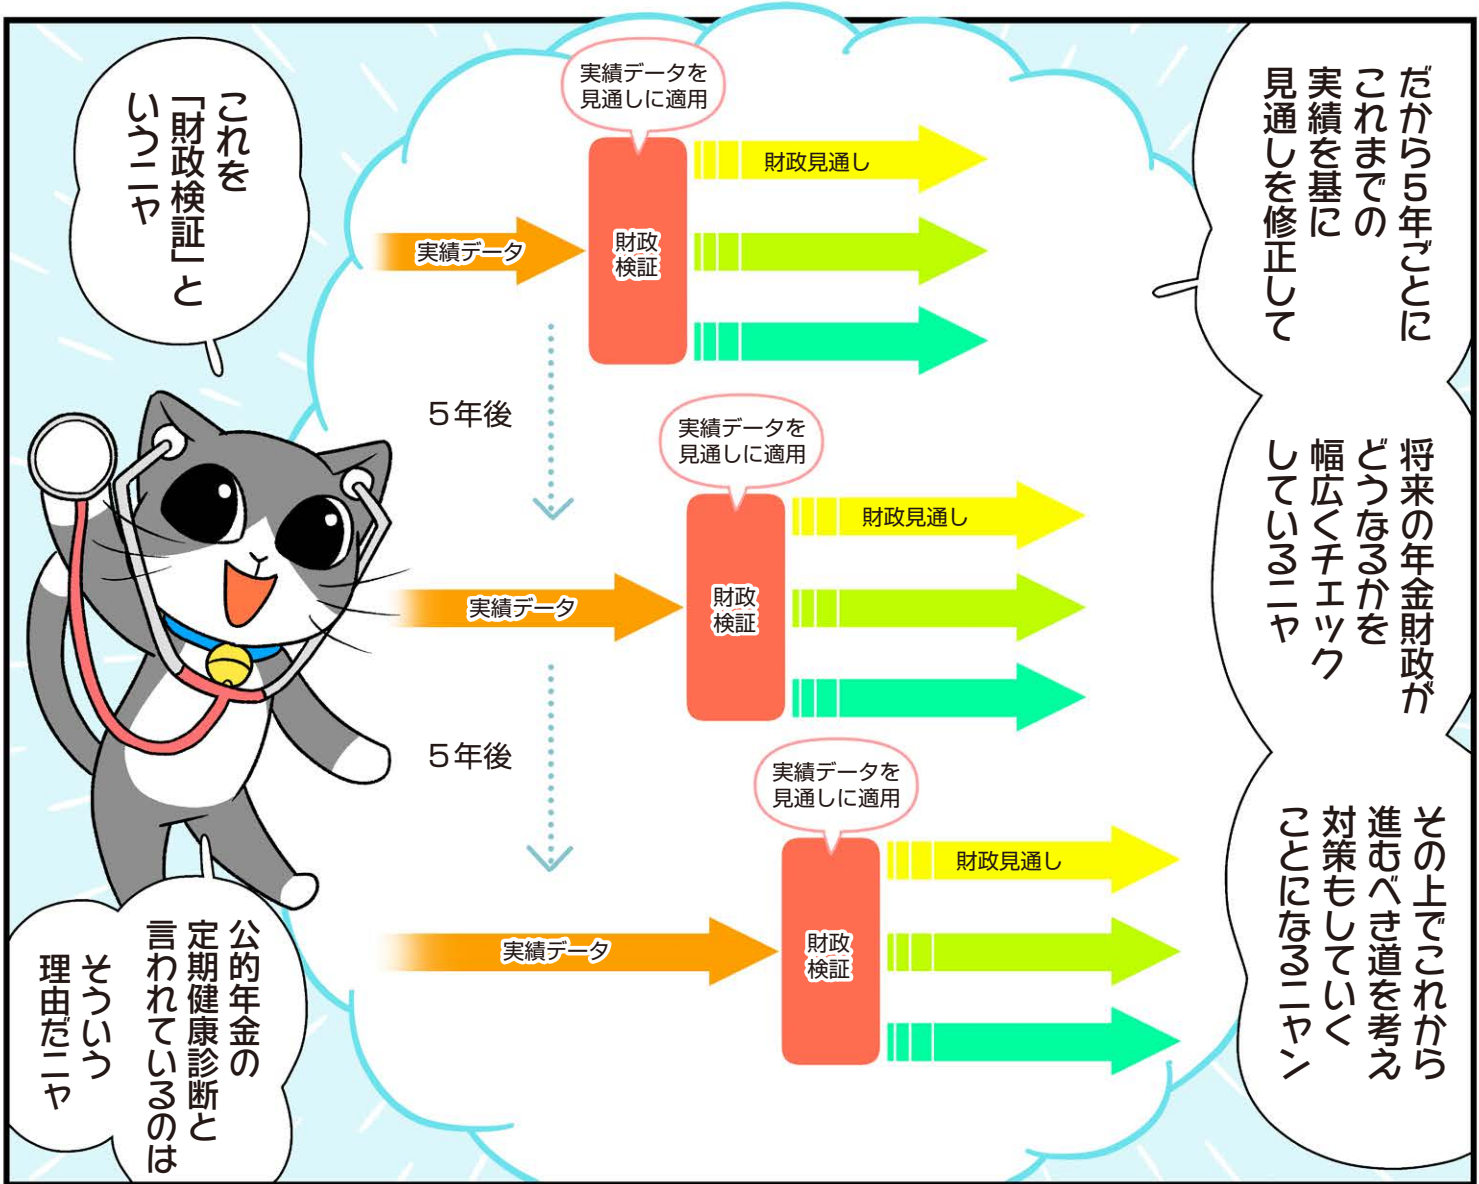 だから５年ごとに
これまでの
実績を基に
見通しを修正して
将来の年金財政が
どうなるかを
幅広くチェック
しているニャ
その上でこれから
進むべき道を考え
対策もしていく
ことになるニャン
実績データを
見通しに適用
実績データ
財政
検証
財政見通し
５年後
実績データを
見通しに適用
実績データ
財政
検証
財政見通し
５年後
実績データを
見通しに適用
実績データ
財政
検証
財政見通し
これを
「財政検証」と
いうニャ
公的年金の
定期健康診断と
言われているのは
そういう
理由だニャ